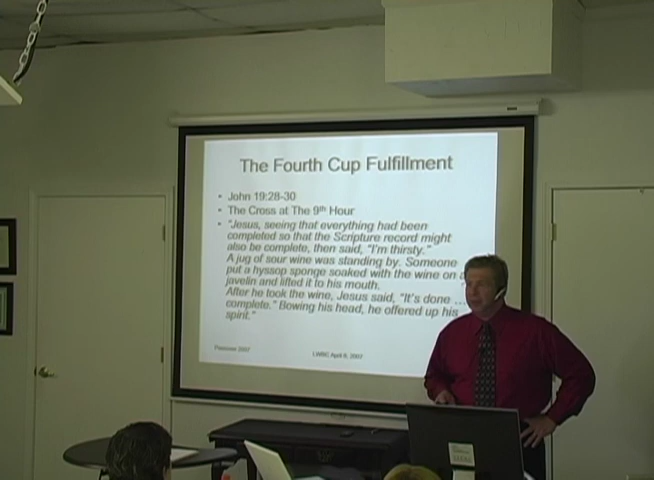 The Fourth Cup Fulfillment
• John 19:28-30
• The Cross at The 9th Hour
• "Jesus, seeing that everything had been
completed so that the Scripture record might
also be complete, then said, "I'm thirsty."
A jug of sour wine was standing by. Someone
put a hyssop sponge soaked with the wine on a
javelin and lifted it to his mouth.
After he took the wine, Jesus said, "It's done ...
complete." Bowing his head, he offered up his
spirit."
Passover 2007
April 8, 2007